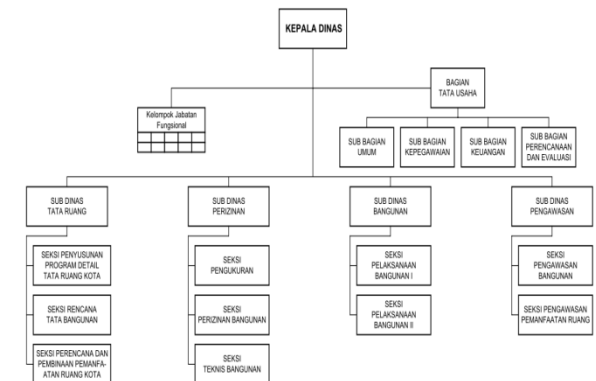 KEPALA DINAS
BAGIAN
TATA USAHA
Kelompok Jabatan
Fungsional
SUB BAGIAN
UMUM
SUB BAGIAN
KEPEGAWAIAN
SUB BAGIAN
KEUANGAN
SUB BAGIAN
PERENCANAAN
DAN EVALUASI
SUB DINAS
TATA RUANG
SUB DINAS
PERIZINAN
SUB DINAS
BANGUNAN
SUB DINAS
PENGAWASAN
SEKSI PENYUSUNAN
PROGRAM DETAIL
TATA RUANG KOTA
SEKSI
PENGUKURAN
SEKSI
PELAKSANAAN
BANGUNAN I
SEKSI
PENGAWASAN
BANGUNAN
SEKSI RENCANA
TATA BANGUNAN
SEKSI
PERIZINAN BANGUNAN
SEKSI
PELAKSANAAN
BANGUNAN II
SEKSI PENGAWASAN
PEMANFAATAN RUANG
SEKSI PERENCANA DAN
PEMBINAAN PEMANFA-
ATAN RUANG KOTA
SEKSI
TEKNIS BANGUNAN